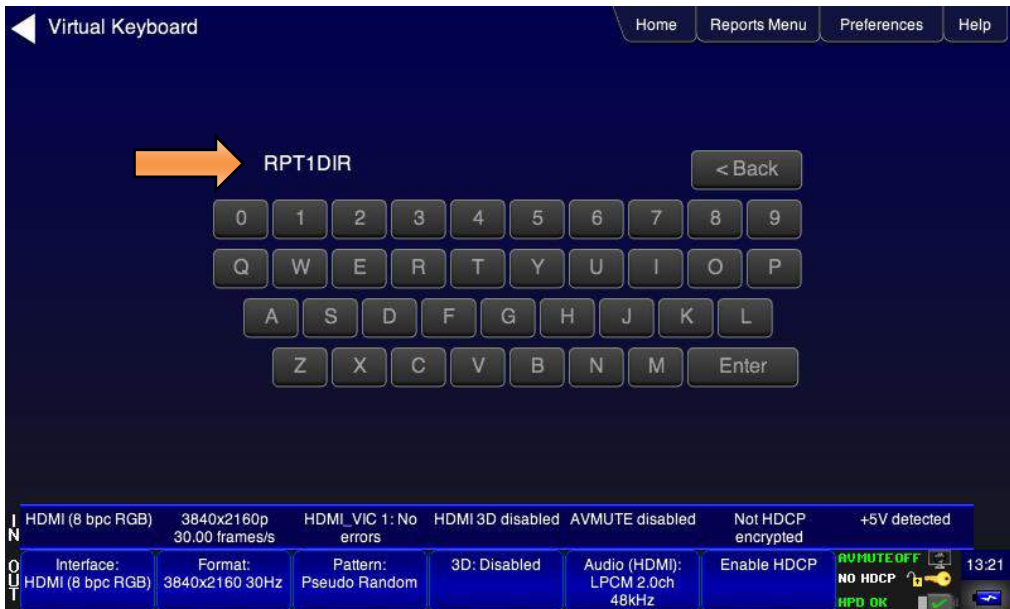 Virtual Keyboard
Home
Reports Menu
Preferences
Help
RPT1DIR
< Back
0 1 2 3 4 5 6 7 8 9
Q W E R T Y U I O P
A S D F G H J K L
Z X C V B N M Enter
IN
HDMI (8 bpc RGB)
3840x2160p
30.00 frames/s
HDMI_VIC 1: No
errors
HDMI 3D disabled
AVMUTE disabled
Not HDCP
encrypted
+5V detected
OUT
Interface:
HDMI (8 bpc RGB)
Format:
3840x2160 30Hz
Pattern:
Pseudo Random
3D: Disabled
Audio (HDMI):
LPCM 2.0ch
48kHz
Enable HDCP
AVMUTE OFF
NO HDCP
HPD OK
13:21